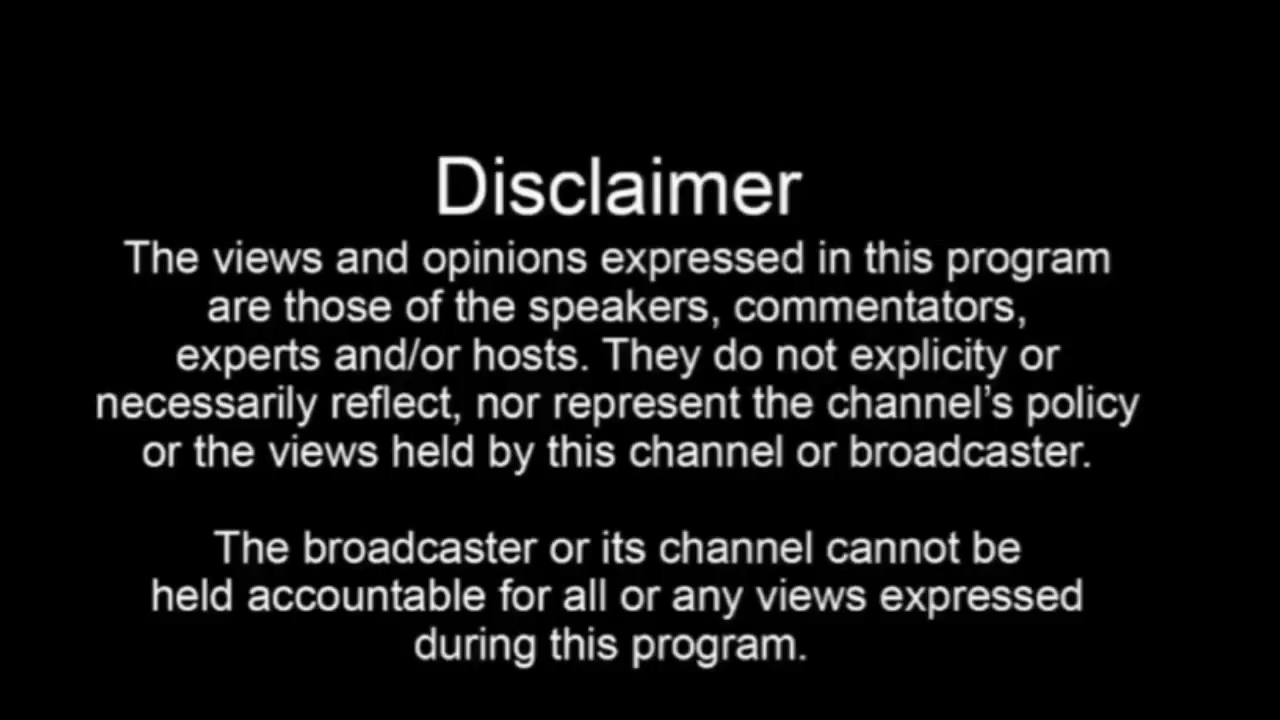 Disclaimer
The views and opinions expressed in this program
are those of the speakers, commentators,
experts and/or hosts. They do not explicity or
necessarily reflect, nor represent the channel’s policy
or the views held by this channel or broadcaster.
The broadcaster or its channel cannot be
held accountable for all or any views expressed
during this program.